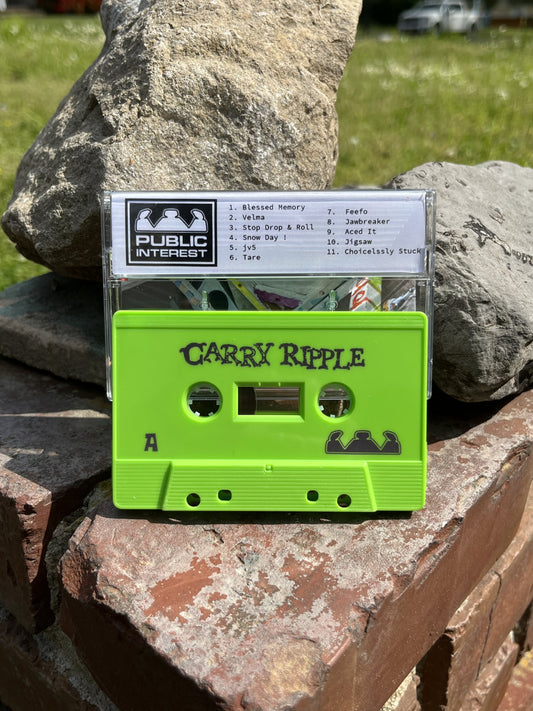 PUBLIC
INTEREST
1. Blessed Memory
2. Velma
3. Stop Drop & Roll
4. Snow Day !
5. jv5
6. Tare
7. Feefo
8. Jawbreaker
9. Aced It
10. Jigsaw
11. Choicelssly Stuck
CARRY RIPPLE
A